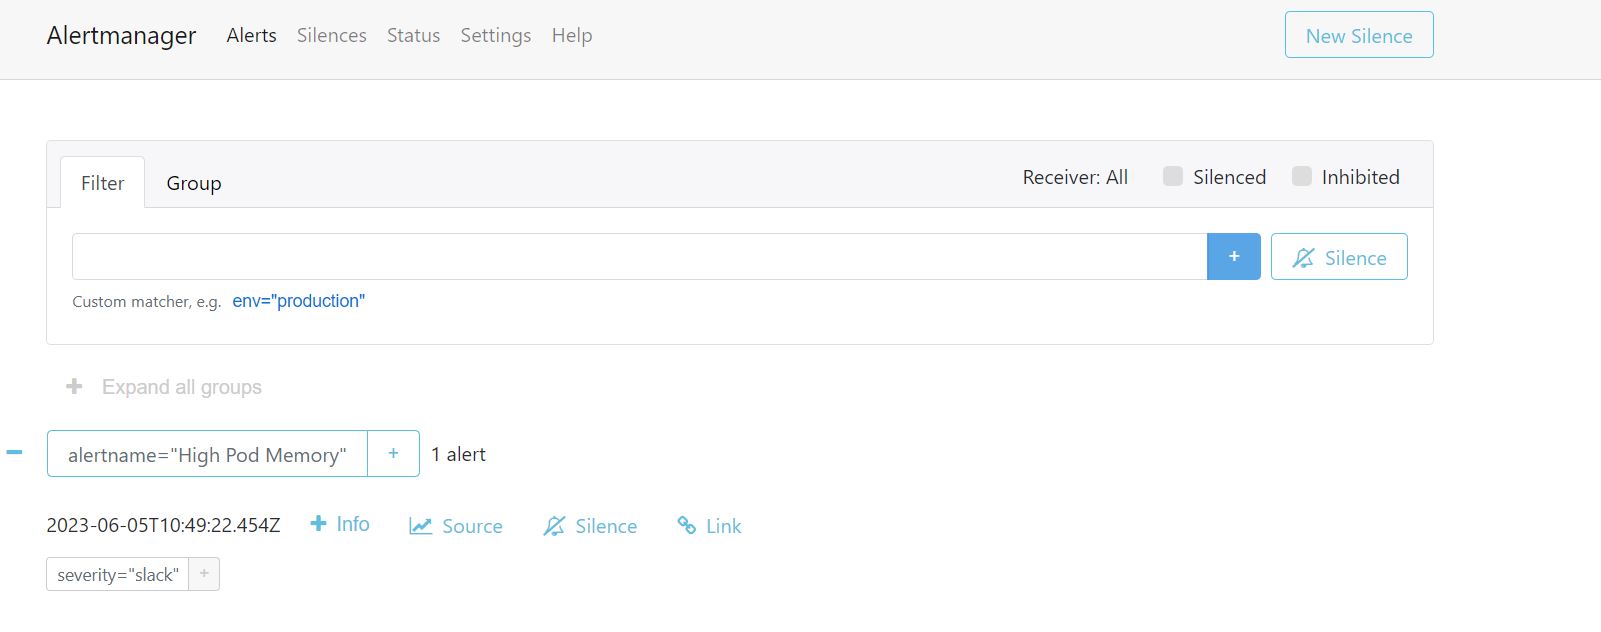 Alertmanager Alerts Silences Status Settings Help New Silence
Filter Group Receiver: All Silenced Inhibited
+ Silence
Custom matcher, e.g. env="production"
+ Expand all groups
− alertname="High Pod Memory" + 1 alert
2023-06-05T10:49:22.454Z + Info Source Silence Link
severity="slack" +